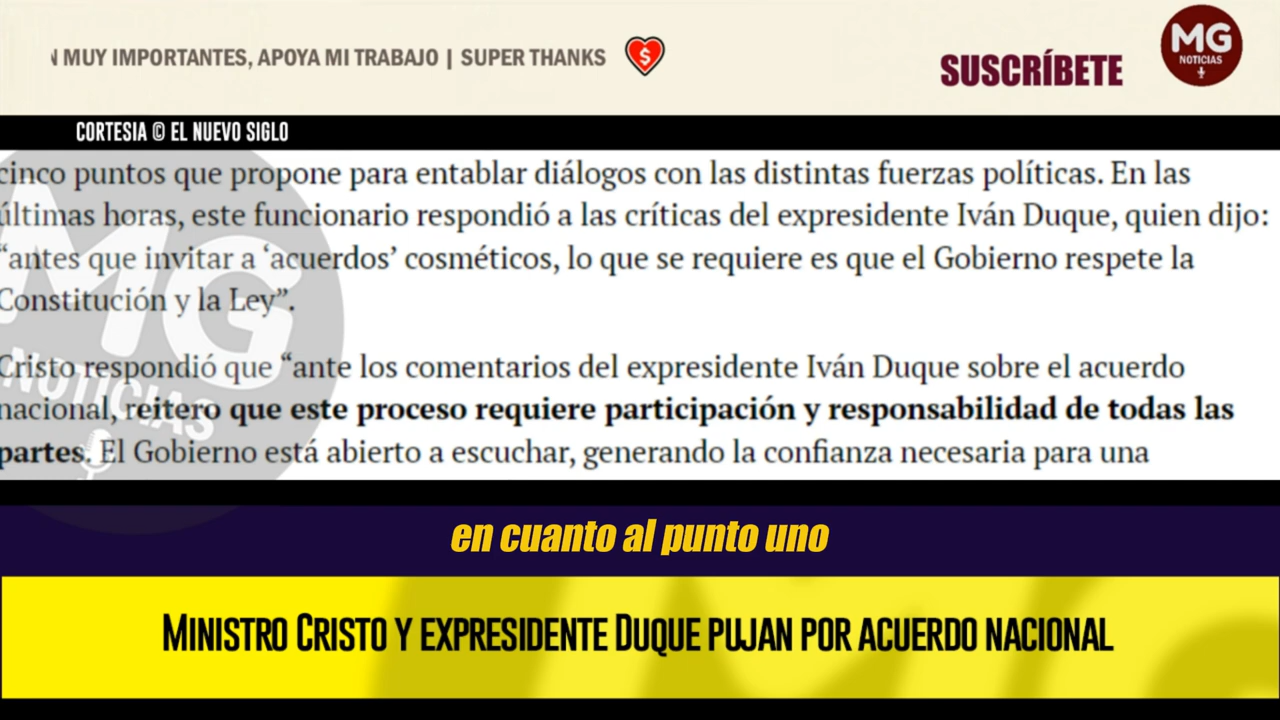 MUY IMPORTANTES, APOYA MI TRABAJO | SUPER THANKS
$
SUSCRÍBETE
MG
NOTICIAS
CORTESIA © EL NUEVO SIGLO
cinco puntos que propone para entablar diálogos con las distintas fuerzas políticas. En las
últimas horas, este funcionario respondió a las críticas del expresidente Iván Duque, quien dijo:
“antes que invitar a ‘acuerdos’ cosméticos, lo que se requiere es que el Gobierno respete la
Constitución y la Ley”.
Cristo respondió que “ante los comentarios del expresidente Iván Duque sobre el acuerdo
nacional, reitero que este proceso requiere participación y responsabilidad de todas las
partes. El Gobierno está abierto a escuchar, generando la confianza necesaria para una
MG
NOTICIAS
en cuanto al punto uno
MINISTRO CRISTO Y EXPRESIDENTE DUQUE PUJAN POR ACUERDO NACIONAL